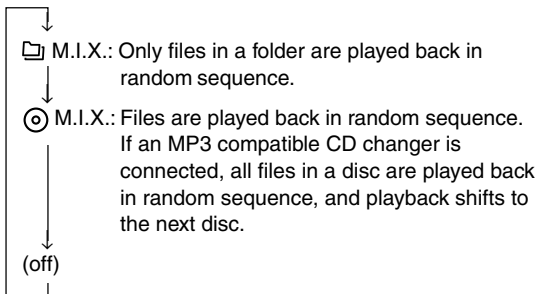 M.I.X.: Only files in a folder are played back in
random sequence.
M.I.X.: Files are played back in random sequence.
If an MP3 compatible CD changer is
connected, all files in a disc are played back
in random sequence, and playback shifts to
the next disc.
(off)